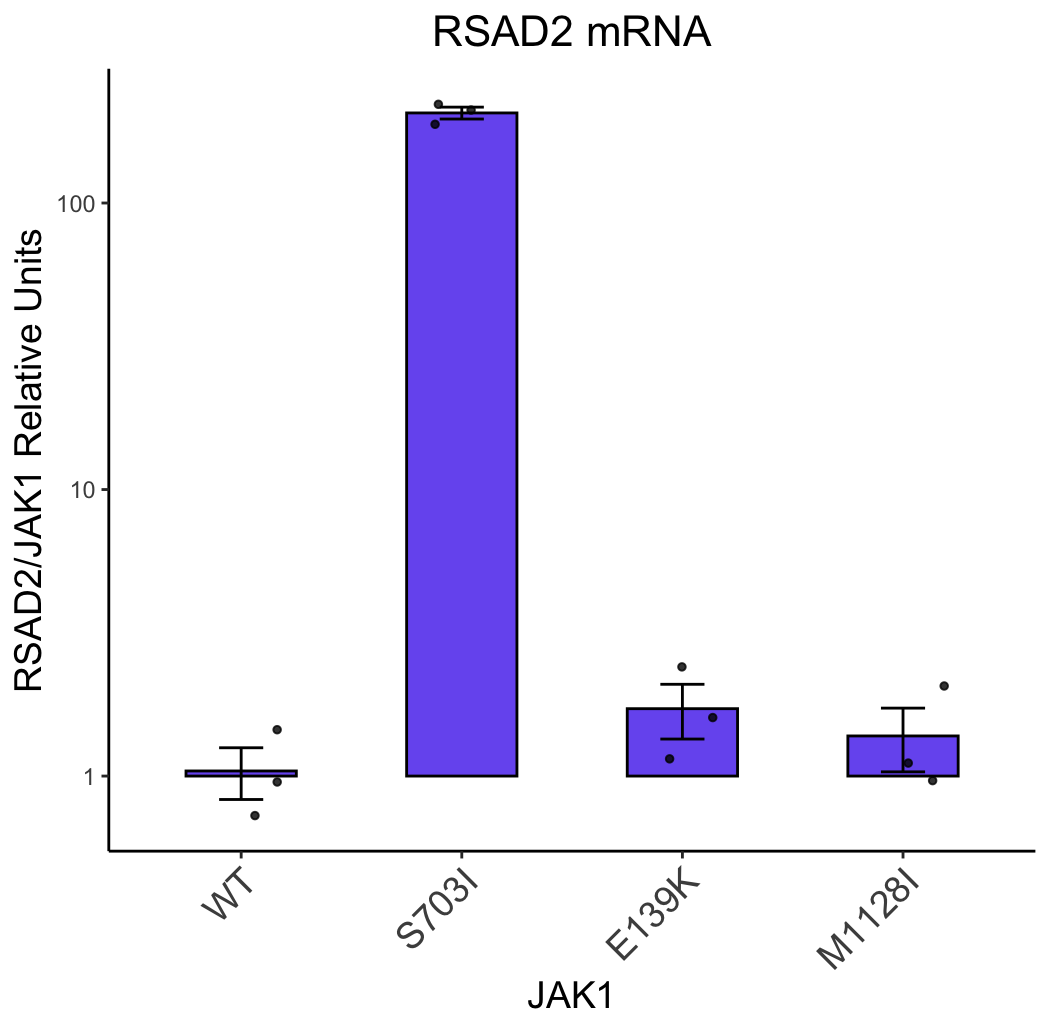 RSAD2 mRNA
RSAD2/JAK1 Relative Units
100
10
1
WT
S703I
E139K
M1128I
JAK1